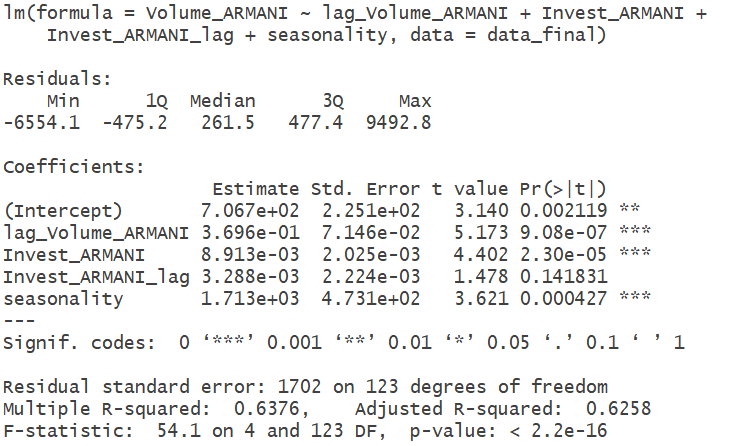 lm(formula = Volume_ARMANI ~ lag_Volume_ARMANI + Invest_ARMANI +
    Invest_ARMANI_lag + seasonality, data = data_final)

Residuals:
    Min      1Q  Median      3Q     Max
-6554.1  -475.2   261.5   477.4  9492.8

Coefficients:
                   Estimate Std. Error t value Pr(>|t|)
(Intercept)       7.067e+02  2.251e+02   3.140 0.002119 **
lag_Volume_ARMANI 3.696e-01  7.146e-02   5.173 9.08e-07 ***
Invest_ARMANI     8.913e-03  2.025e-03   4.402 2.30e-05 ***
Invest_ARMANI_lag 3.288e-03  2.224e-03   1.478 0.141831
seasonality       1.713e+03  4.731e+02   3.621 0.000427 ***
---
Signif. codes:  0 ‘***’ 0.001 ‘**’ 0.01 ‘*’ 0.05 ‘.’ 0.1 ‘ ’ 1

Residual standard error: 1702 on 123 degrees of freedom
Multiple R-squared:  0.6376,    Adjusted R-squared:  0.6258
F-statistic:  54.1 on 4 and 123 DF,  p-value: < 2.2e-16